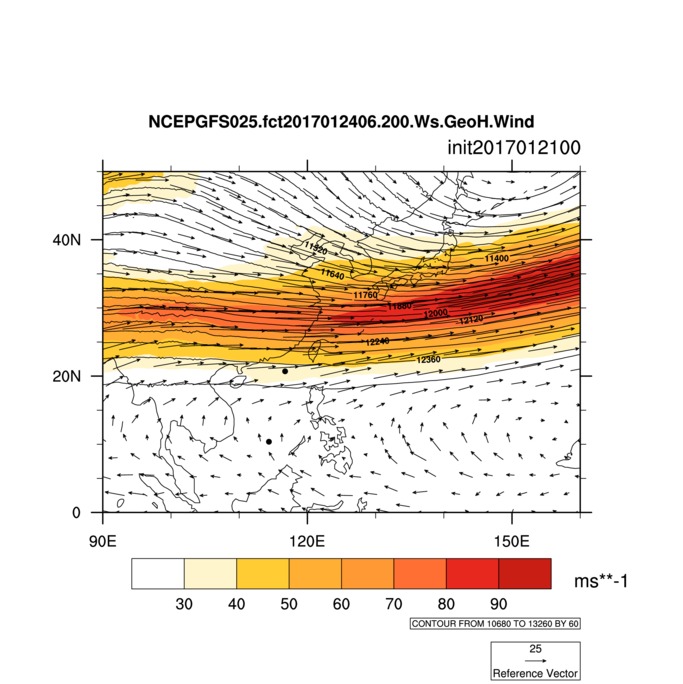 NCEPGFS025.fct2017012406.200.Ws.GeoH.Wind
init2017012100
40N
20N
0
11520
11640
11400
11760
11880
12000
12120
12240
12360
90E
120E
150E
30 40 50 60 70 80 90
ms**-1
CONTOUR FROM 10680 TO 13260 BY 60
25
Reference Vector